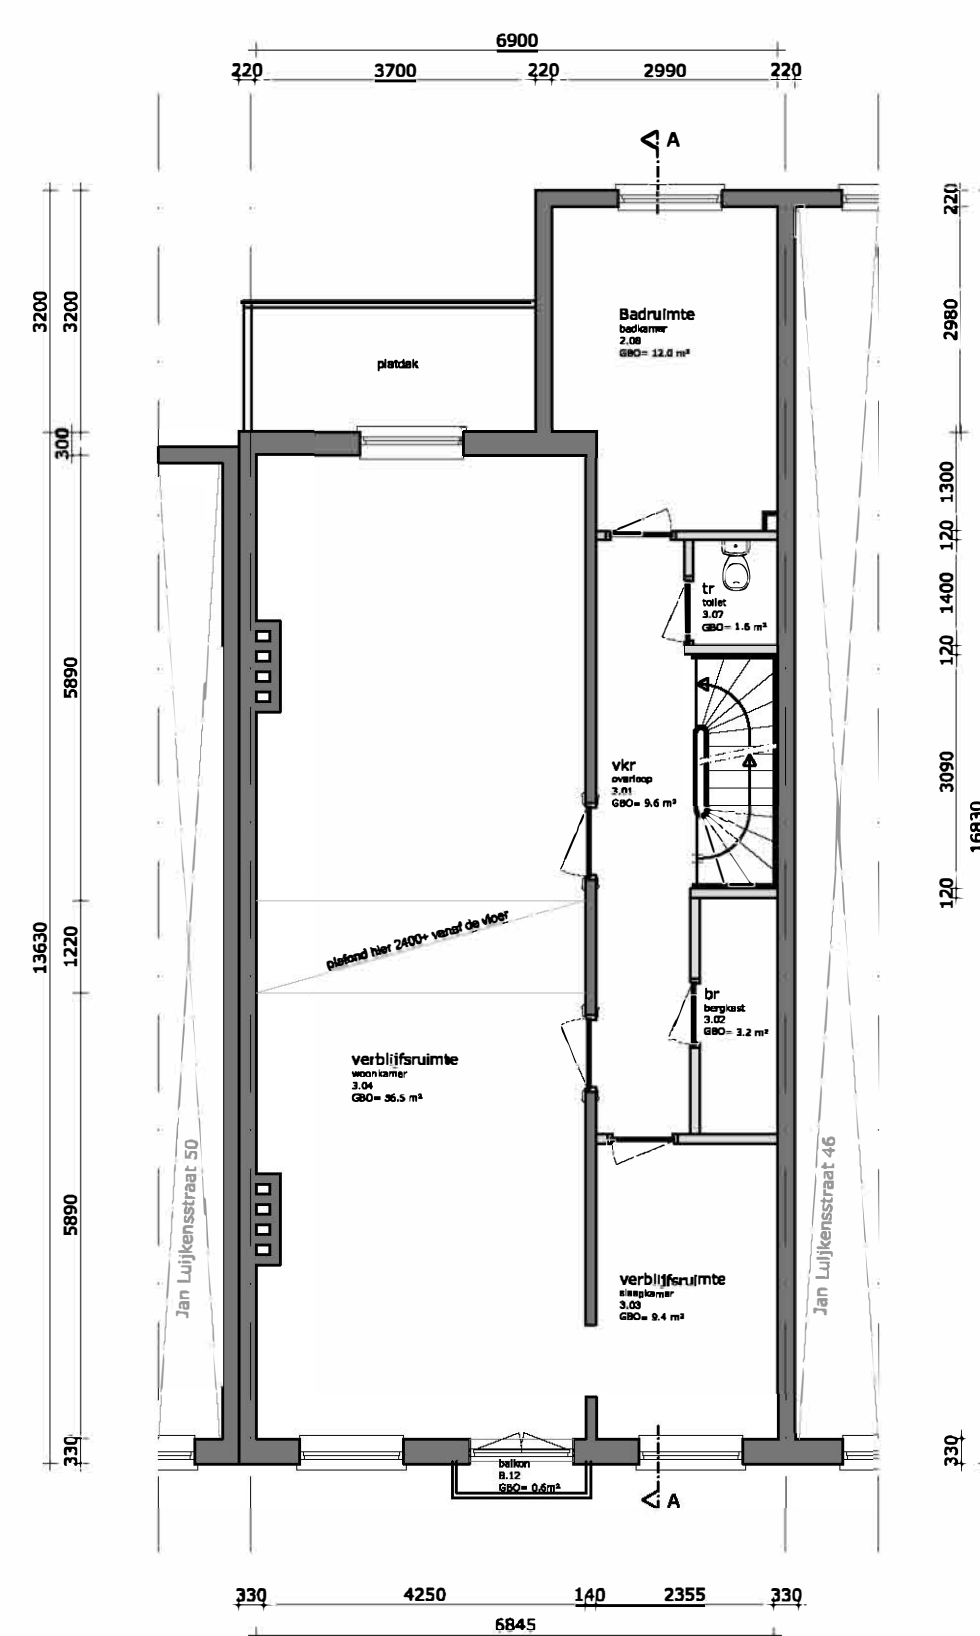 6900
220 3700 220 2990 220
A
3200
3200
220
2980
Badruimte
badkamer
2.08
GBO= 12.0 m²
platdak
300
1300
120
1400
120
tr
toilet
3.07
GBO= 1.6 m²
5890
vkr
overloop
3.01
GBO= 9.6 m²
3090
16830
120
plafond hier 2400+ vanaf de vloer
13630
1220
br
bergkast
3.02
GBO= 3.2 m²
verblijfsruimte
woonkamer
3.04
GBO= 36.5 m²
Jan Luijkensstraat 50
Jan Luijkensstraat 46
5890
verblijfsruimte
slaapkamer
3.03
GBO= 9.4 m²
330
330
balkon
B.12
GBO= 0.6m²
A
330 4250 140 2355 330
6845